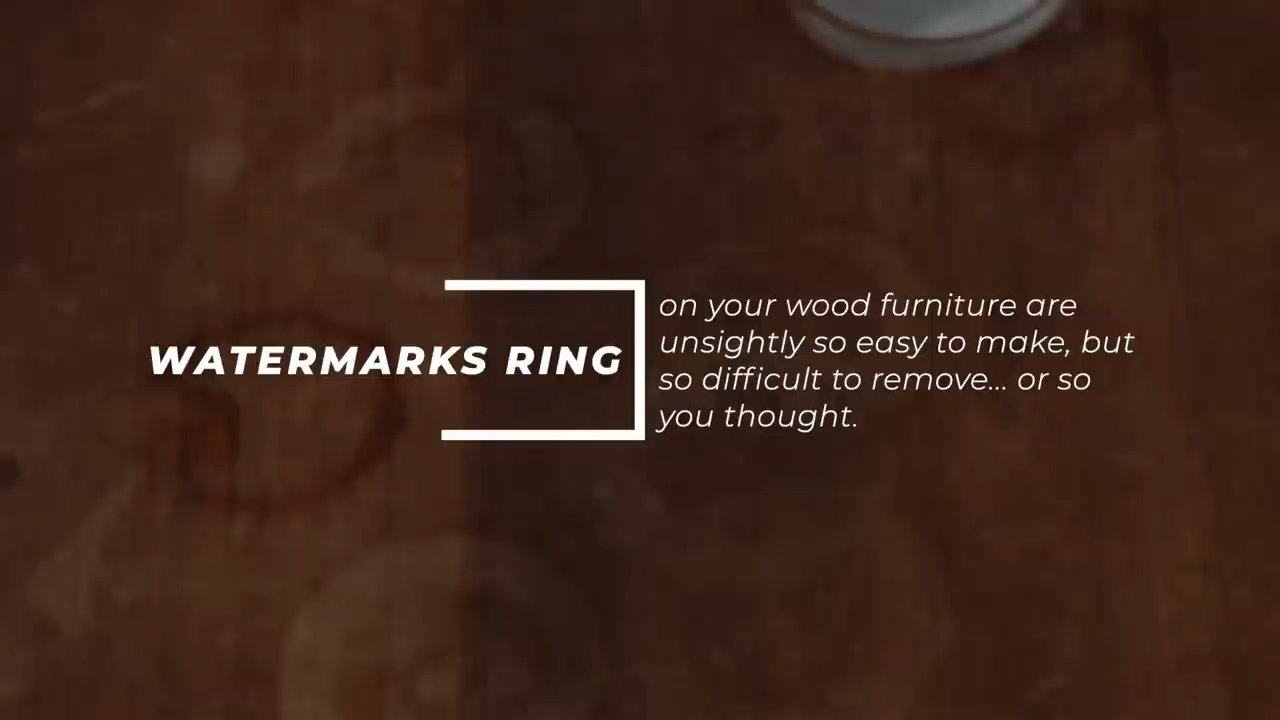 WATERMARKS RING
on your wood furniture are
unsightly so easy to make, but
so difficult to remove... or so
you thought.